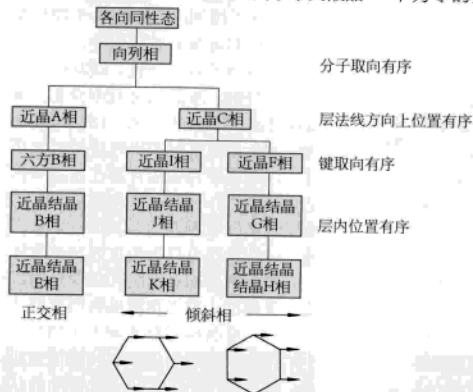 各向同性态
向列相
分子取向有序
近晶A相
近晶C相
层法线方向上位置有序
六方B相
近晶I相
近晶F相
键取向有序
近晶结晶
B相
近晶结晶
J相
近晶结晶
G相
层内位置有序
近晶结晶
E相
近晶结晶
K相
近晶结晶
结晶H相
正交相
倾斜相